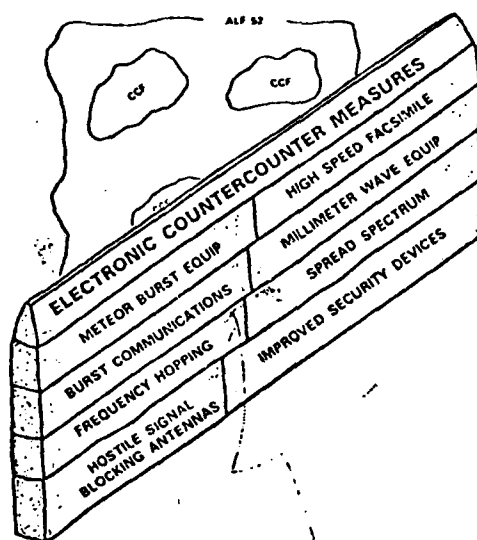 ALF 52
CCF
CCF
CCF
ELECTRONIC COUNTERCOUNTER MEASURES
METEOR BURST EQUIP
HIGH SPEED FACSIMILE
BURST COMMUNICATIONS
MILLIMETER WAVE EQUIP
FREQUENCY HOPPING
SPREAD SPECTRUM
HOSTILE SIGNAL
BLOCKING ANTENNAS
IMPROVED SECURITY DEVICES